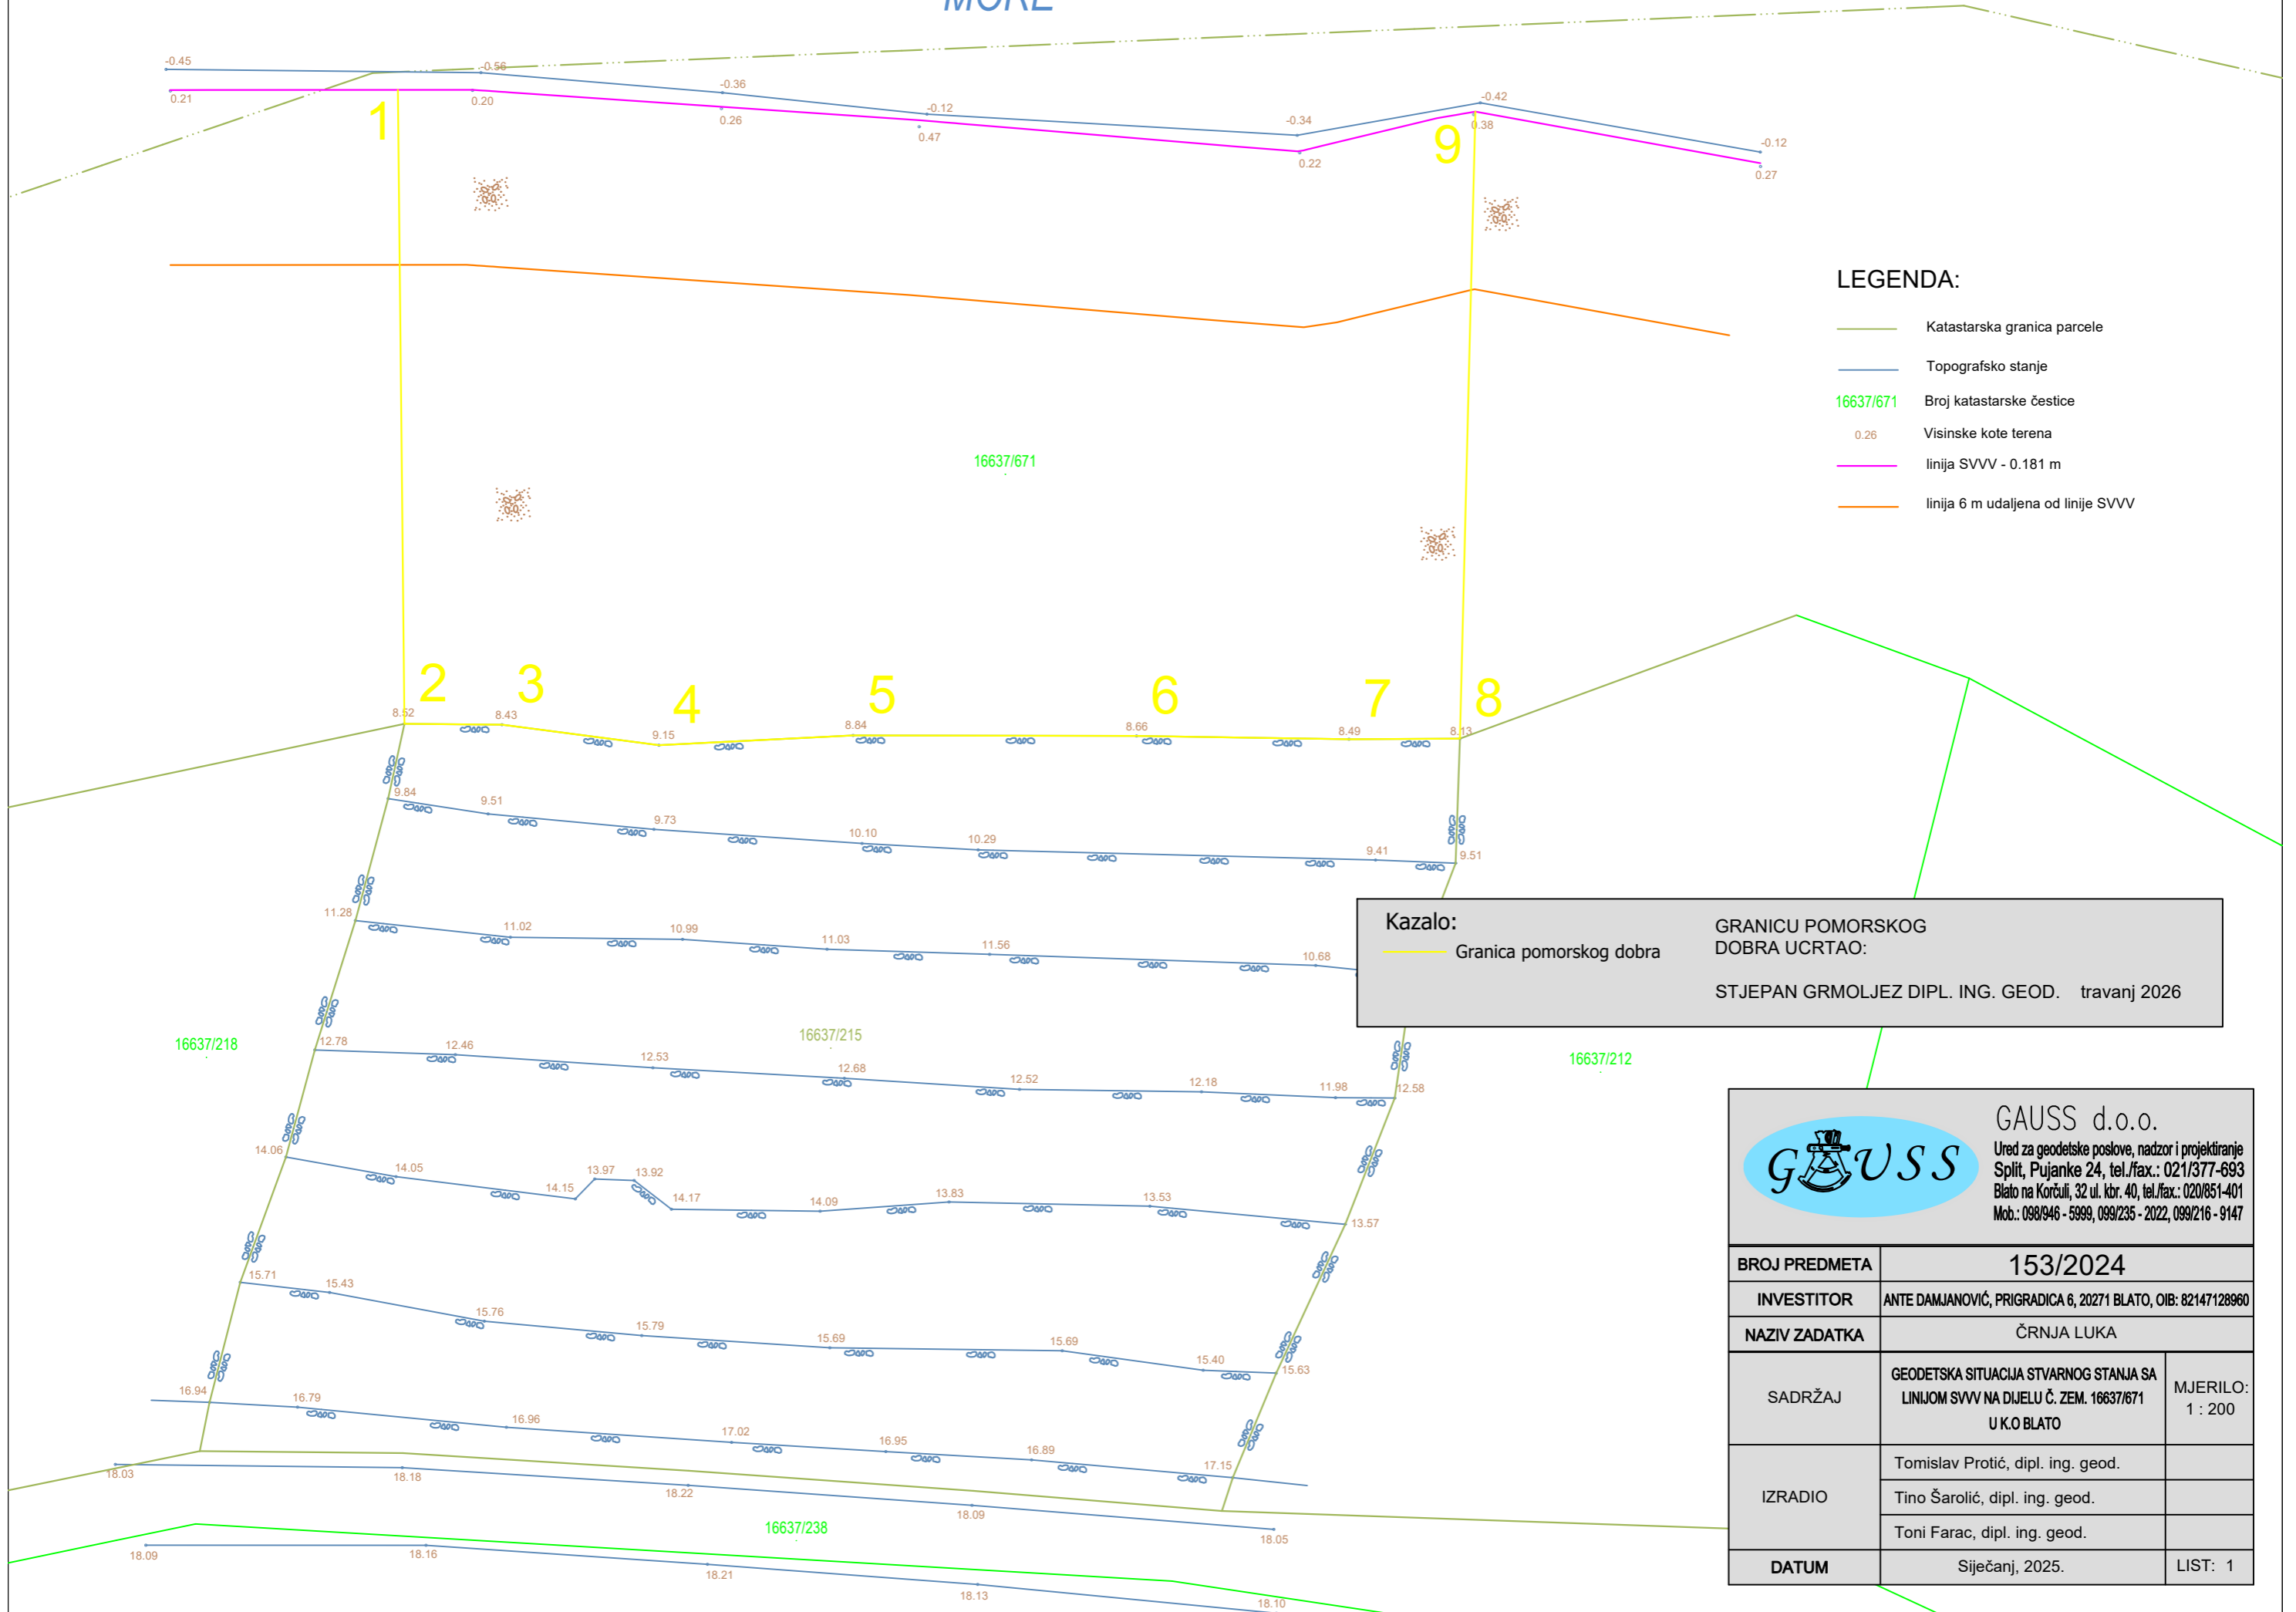 MORE
-0.45
-0.56
-0.36
-0.12
-0.34
-0.42
-0.12
0.21
0.20
0.26
0.47
0.22
0.38
0.27
1
9
LEGENDA:
Katastarska granica parcele
Topografsko stanje
16637/671 Broj katastarske čestice
0.26 Visinske kote terena
linija SVVV - 0.181 m
linija 6 m udaljena od linije SVVV
16637/671
2 3 4 5 6 7 8
8.52 8.43 9.15 8.84 8.66 8.49 8.13
9.84 9.51 9.73 10.10 10.29 9.41 9.51
11.28 11.02 10.99 11.03 11.56 10.68
Kazalo:
Granica pomorskog dobra
GRANICU POMORSKOG
DOBRA UCRTAO:
STJEPAN GRMOLJEZ DIPL. ING. GEOD. travanj 2026
16637/218
16637/215
16637/212
12.78 12.46 12.53 12.68 12.52 12.18 11.98 12.58
14.06 14.05 14.15 13.97 13.92 14.17 14.09 13.83 13.53 13.57
15.71 15.43 15.76 15.79 15.69 15.69 15.40 15.63
16.94 16.79 16.96 17.02 16.95 16.89 17.15
18.03 18.18 18.22 18.09 18.05
16637/238
18.09 18.16 18.21 18.13 18.10
GAUSS
GAUSS d.o.o.
Ured za geodetske poslove, nadzor i projektiranje
Split, Pujanke 24, tel./fax.: 021/377-693
Blato na Korčuli, 32 ul. kbr. 40, tel./fax.: 020/851-401
Mob.: 098/946 - 5999, 099/235 - 2022, 099/216 - 9147
BROJ PREDMETA 153/2024
INVESTITOR ANTE DAMJANOVIĆ, PRIGRADICA 6, 20271 BLATO, OIB: 82147128960
NAZIV ZADATKA ČRNJA LUKA
SADRŽAJ
GEODETSKA SITUACIJA STVARNOG STANJA SA
LINIJOM SVVV NA DIJELU Č. ZEM. 16637/671
U K.O BLATO
MJERILO:
1 : 200
IZRADIO
Tomislav Protić, dipl. ing. geod.
Tino Šarolić, dipl. ing. geod.
Toni Farac, dipl. ing. geod.
DATUM Siječanj, 2025. LIST: 1